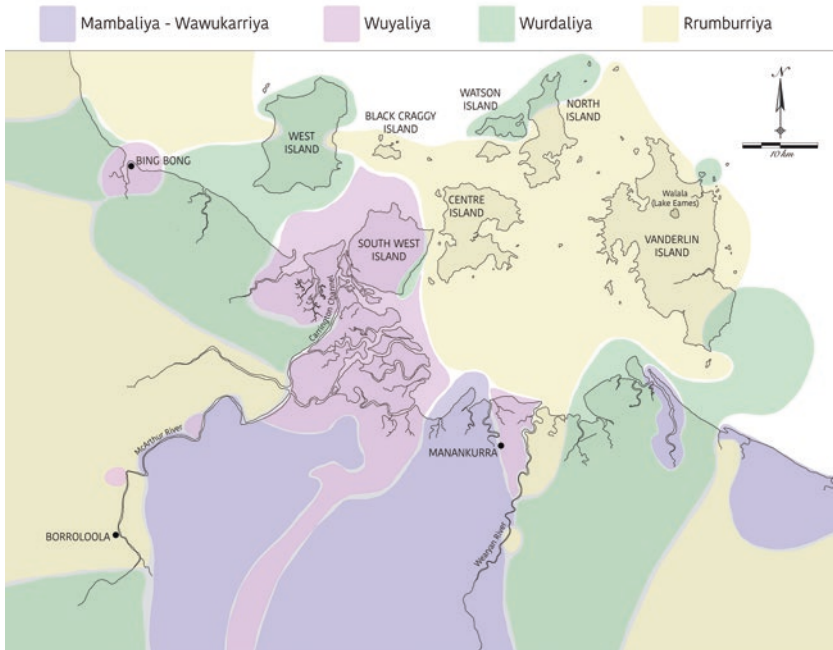 Mambaliya - Wawukarriya
Wuyaliya
Wurdaliya
Rrumburriya
WATSON
ISLAND
NORTH
ISLAND
BLACK CRAGGY
ISLAND
WEST
ISLAND
N
10 km
BING BONG
CENTRE
ISLAND
Walala
(Lake Eames)
SOUTH WEST
ISLAND
VANDERLIN
ISLAND
Carrington Channel
McArthur River
MANANKURRA
BORROLOOLA
Wearyan River